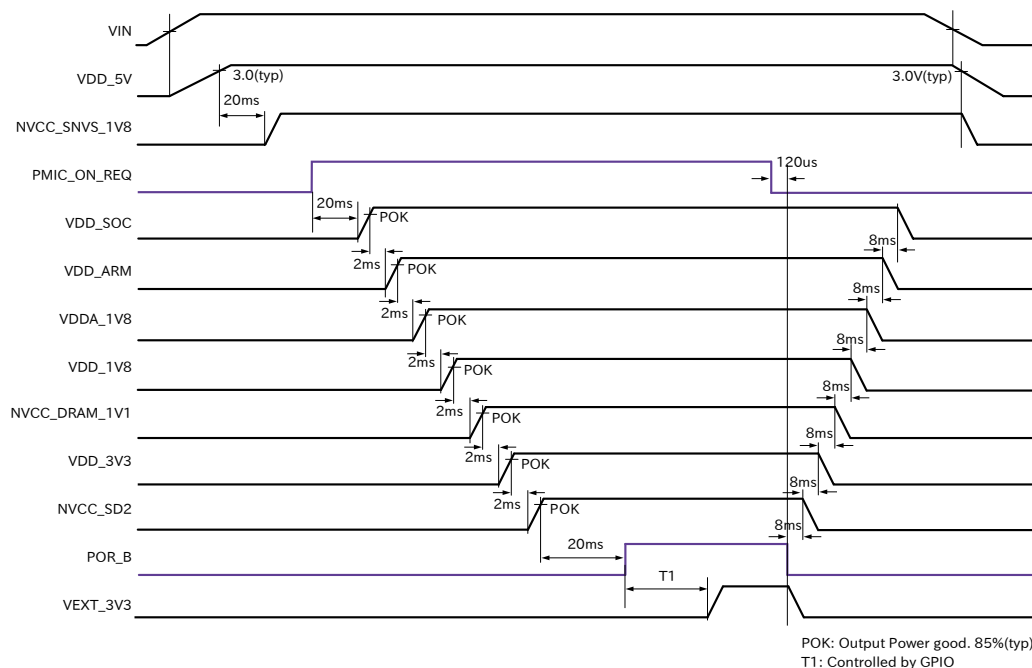 VIN
VDD_5V
3.0(typ)
3.0V(typ)
20ms
NVCC_SNVS_1V8
PMIC_ON_REQ
120us
20ms
VDD_SOC
POK
8ms
2ms
VDD_ARM
POK
8ms
2ms
VDDA_1V8
POK
8ms
2ms
VDD_1V8
POK
8ms
2ms
NVCC_DRAM_1V1
POK
8ms
2ms
VDD_3V3
POK
8ms
2ms
NVCC_SD2
POK
8ms
20ms
POR_B
T1
VEXT_3V3
POK: Output Power good. 85%(typ)
T1: Controlled by GPIO